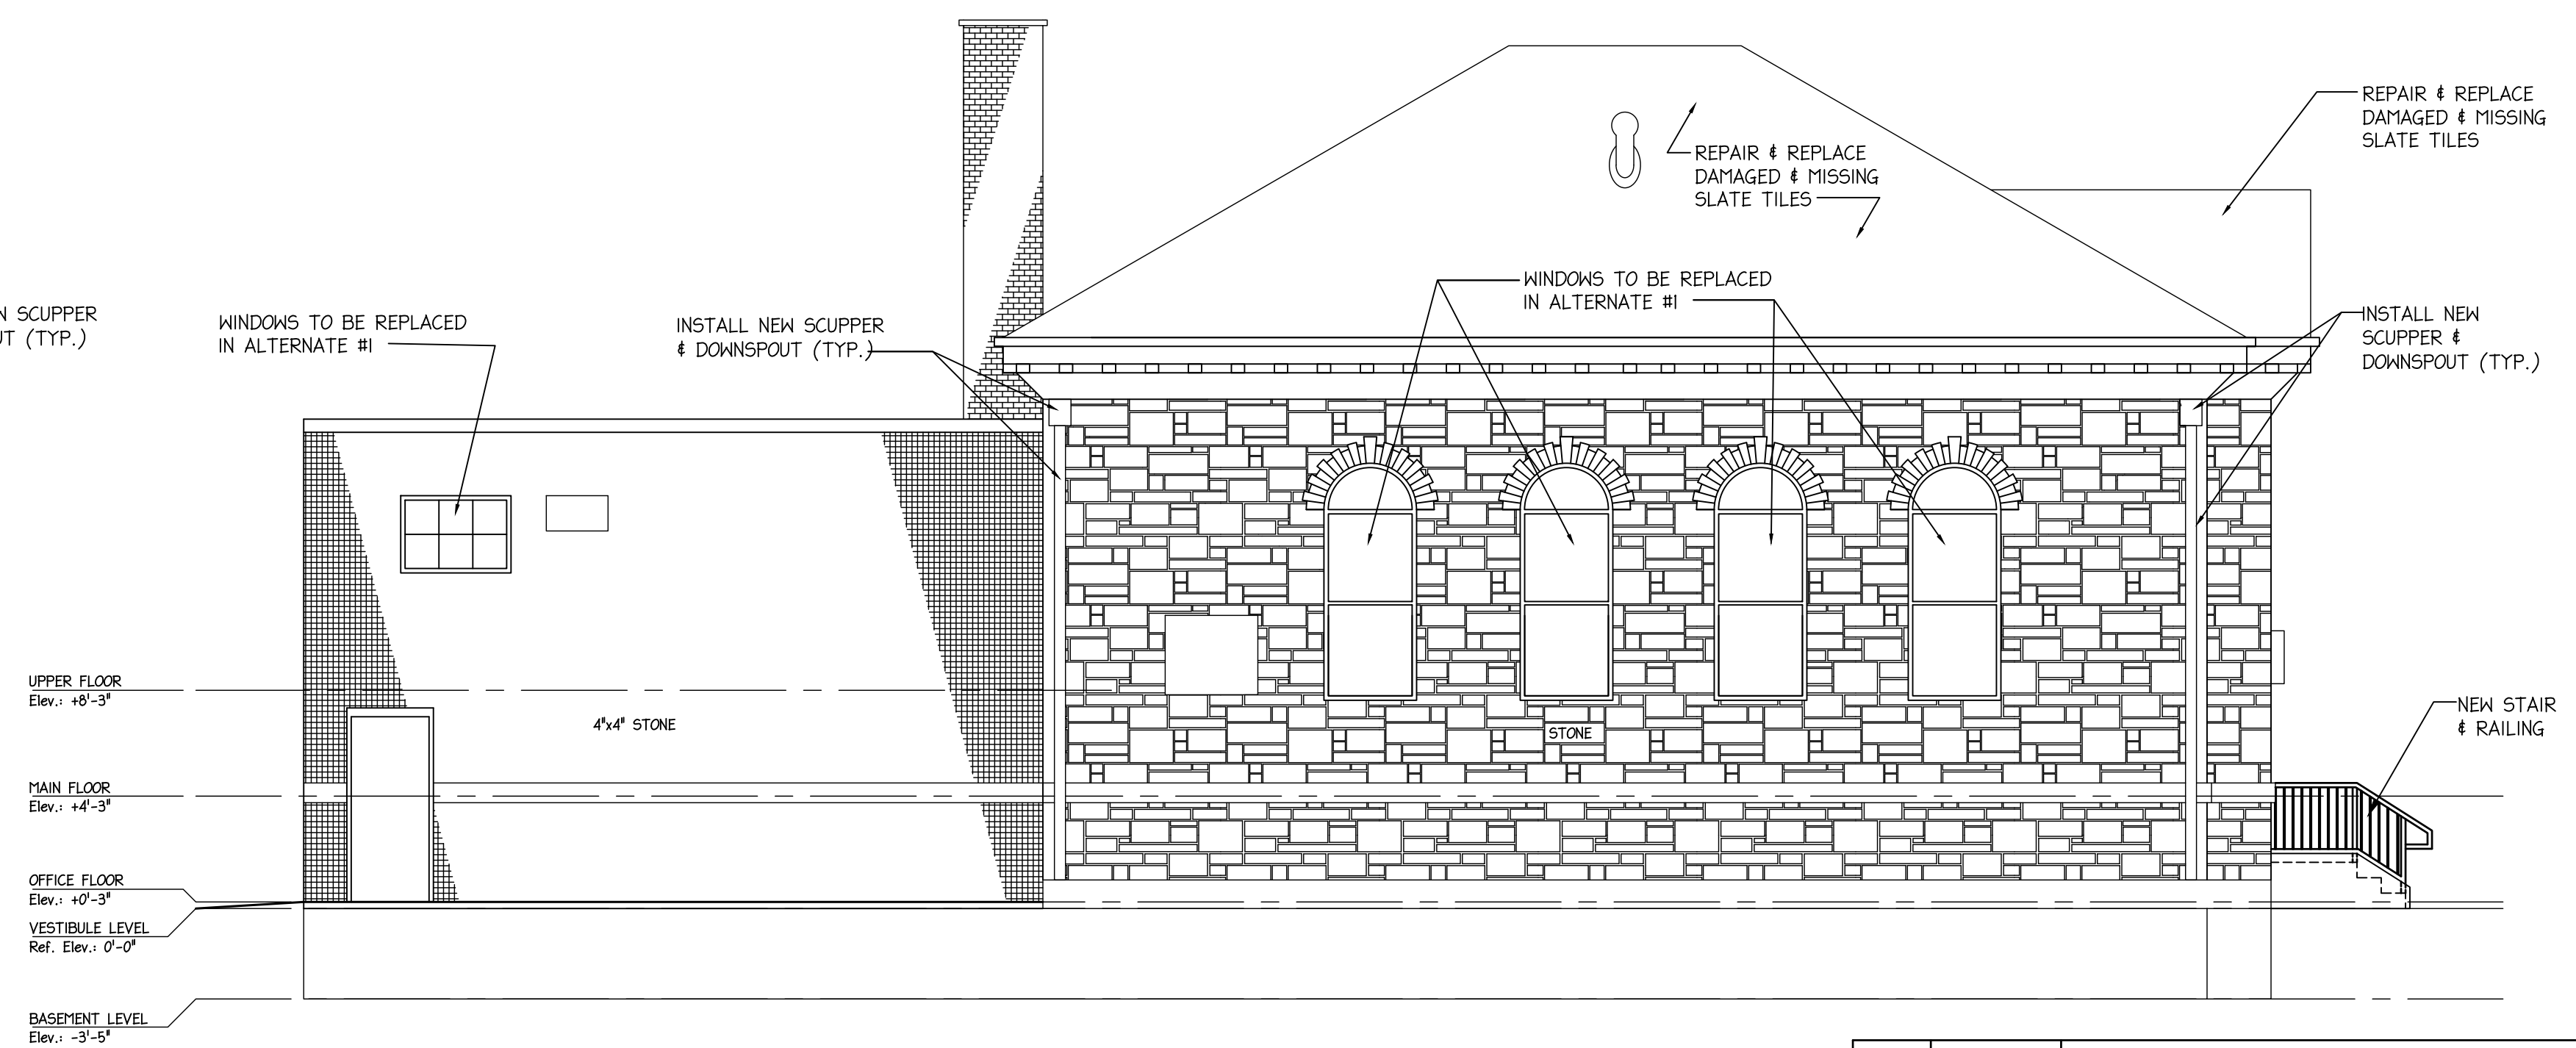 REPAIR & REPLACE
DAMAGED & MISSING
SLATE TILES
REPAIR & REPLACE
DAMAGED & MISSING
SLATE TILES
WINDOWS TO BE REPLACED
IN ALTERNATE #1
SCUPPER
(TYP.)
WINDOWS TO BE REPLACED
IN ALTERNATE #1
INSTALL NEW SCUPPER
& DOWNSPOUT (TYP.)
INSTALL NEW
SCUPPER &
DOWNSPOUT (TYP.)
UPPER FLOOR
Elev.: +8'-3"
4"x4" STONE
STONE
NEW STAIR
& RAILING
MAIN FLOOR
Elev.: +4'-3"
OFFICE FLOOR
Elev.: +0'-3"
VESTIBULE LEVEL
Ref. Elev.: 0'-0"
BASEMENT LEVEL
Elev.: -3'-5"